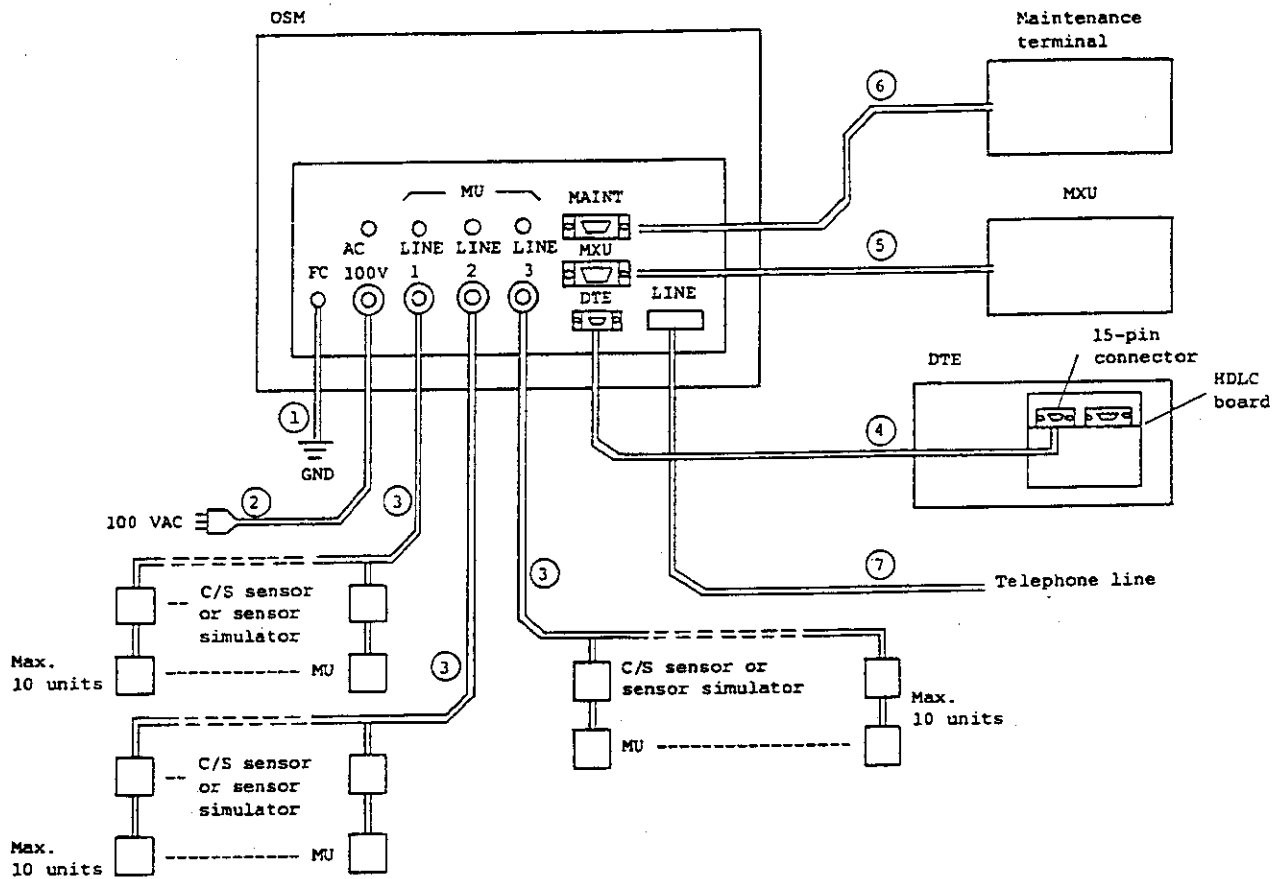 OSM
Maintenance
terminal
6
MU
MAINT
MXU
AC
LINE LINE LINE
MXU
5
FC
100V
1
2
3
DTE
LINE
15-pin
connector
DTE
HDLC
board
1
4
GND
2
3
100 VAC
3
7
Telephone line
C/S sensor
or sensor
simulator
Max.
10 units
MU
3
C/S sensor or
sensor simulator
Max.
10 units
MU
C/S sensor
or sensor
simulator
Max.
10 units
MU